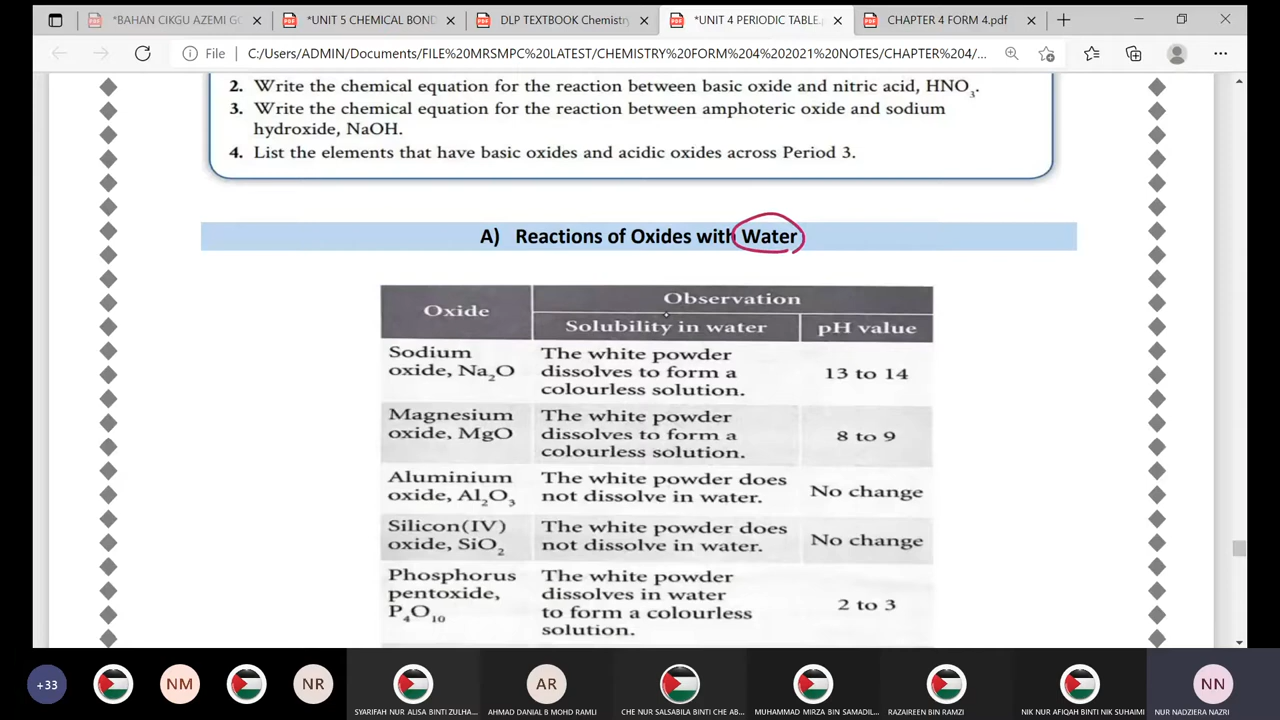 *BAHAN CIKGU AZEMI GO
*UNIT 5 CHEMICAL BOND
DLP TEXTBOOK Chemistry
*UNIT 4 PERIODIC TABLE.p
CHAPTER 4 FORM 4.pdf
File C:/Users/ADMIN/Documents/FILE%20MRSMPC%20LATEST/CHEMISTRY%20FORM%204%202021%20NOTES/CHAPTER%204/...
2. Write the chemical equation for the reaction between basic oxide and nitric acid, HNO₃.
3. Write the chemical equation for the reaction between amphoteric oxide and sodium
hydroxide, NaOH.
4. List the elements that have basic oxides and acidic oxides across Period 3.
A) Reactions of Oxides with Water
Oxide
Observation
Solubility in water
pH value
Sodium
oxide, Na₂O
The white powder
dissolves to form a
colourless solution.
13 to 14
Magnesium
oxide, MgO
The white powder
dissolves to form a
colourless solution.
8 to 9
Aluminium
oxide, Al₂O₃
The white powder does
not dissolve in water.
No change
Silicon(IV)
oxide, SiO₂
The white powder does
not dissolve in water.
No change
Phosphorus
pentoxide,
P₄O₁₀
The white powder
dissolves in water
to form a colourless
solution.
2 to 3
+33
NM
NR
AR
NN
SYARIFAH NUR ALISA BINTI ZULHA...
AHMAD DANIAL B MOHD RAMLI
CHE NUR SALSABILA BINTI CHE AB...
MUHAMMAD MIRZA BIN SAMADIL...
RAZAIREEN BIN RAMZI
NIK NUR AFIQAH BINTI NIK SUHAIMI
NUR NADZIERA NAZRI